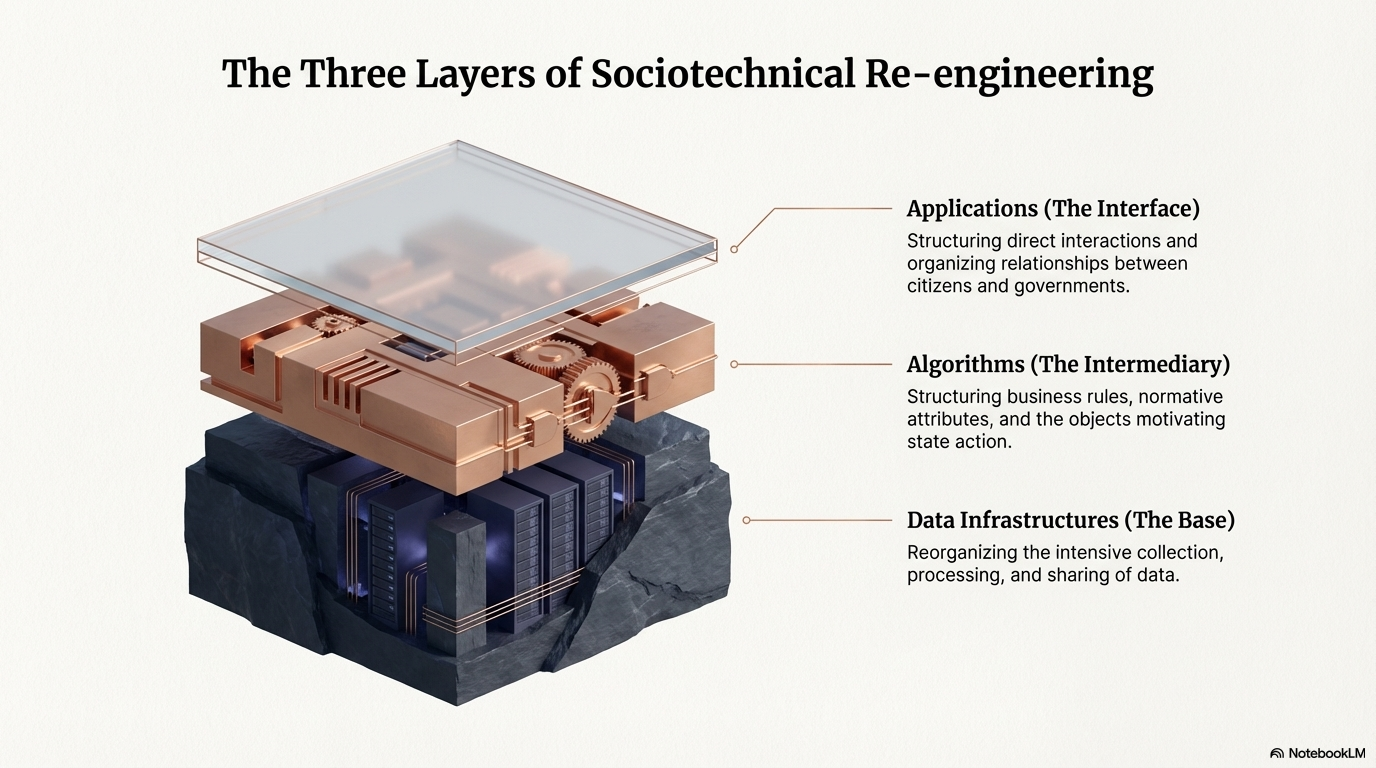 The Three Layers of Sociotechnical Re-engineering
Applications (The Interface)
Structuring direct interactions and
organizing relationships between
citizens and governments.
Algorithms (The Intermediary)
Structuring business rules, normative
attributes, and the objects motivating
state action.
Data Infrastructures (The Base)
Reorganizing the intensive collection,
processing, and sharing of data.
NotebookLM